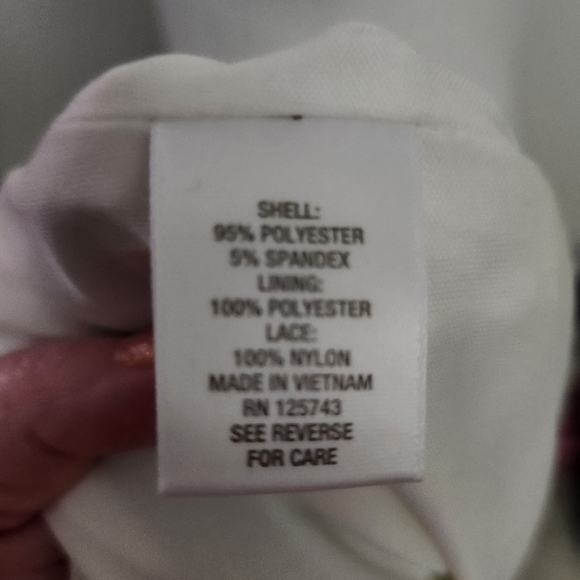 SHELL:
95% POLYESTER
5% SPANDEX
LINING:
100% POLYESTER
LACE:
100% NYLON
MADE IN VIETNAM
RN 125743
SEE REVERSE
FOR CARE